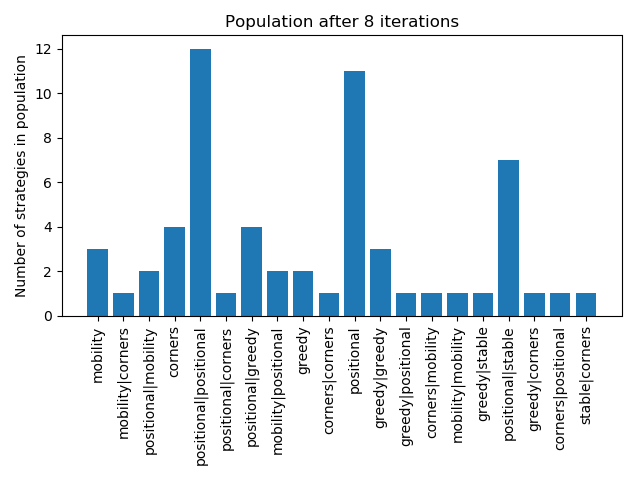 Population after 8 iterations
Number of strategies in population
12
10
8
6
4
2
0
mobility
mobility|corners
positional|mobility
corners
positional|positional
positional|corners
positional|greedy
mobility|positional
greedy
corners|corners
positional
greedy|greedy
greedy|positional
corners|mobility
mobility|mobility
greedy|stable
positional|stable
greedy|corners
corners|positional
stable|corners